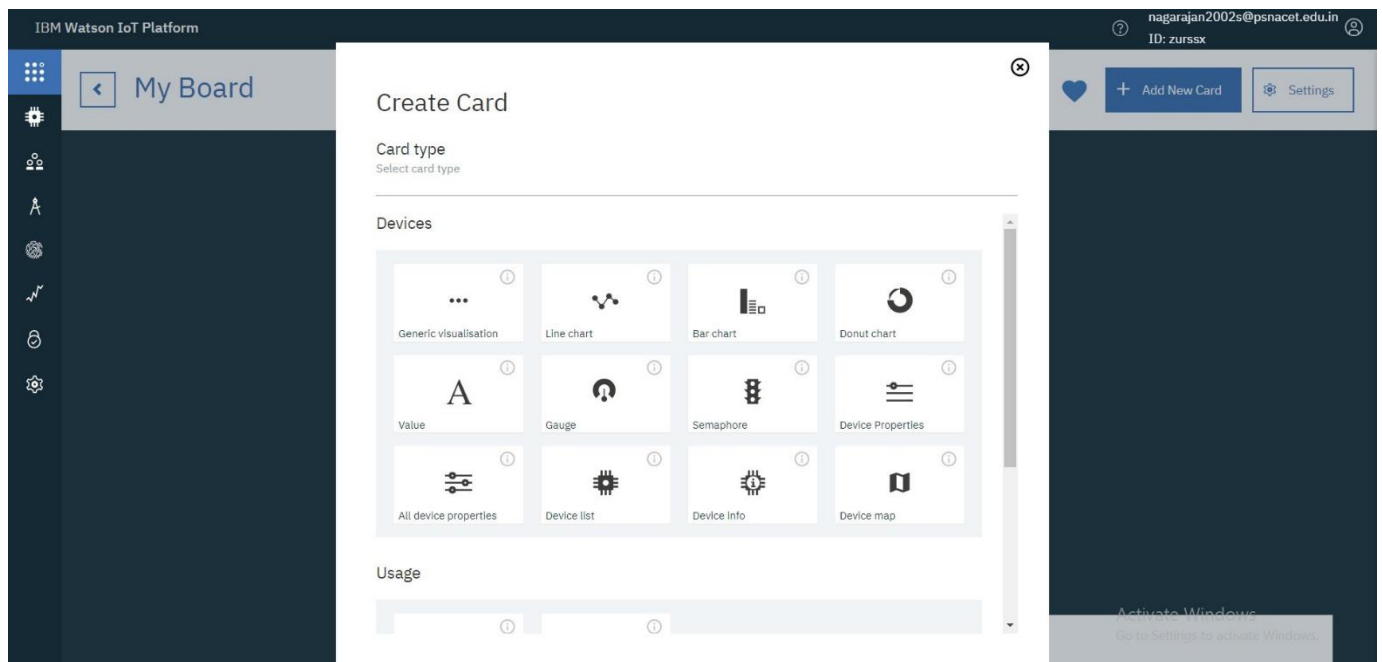 IBM Watson IoT Platform
nagarajan2002s@psnacet.edu.in
ID: zurssx
My Board
Add New Card
Settings
Create Card
Card type
Select card type
Devices
Generic visualisation
Line chart
Bar chart
Donut chart
A
Value
Gauge
Semaphore
Device Properties
All device properties
Device list
Device info
Device map
Usage
Activate Windows
Go to Settings to activate Windows.